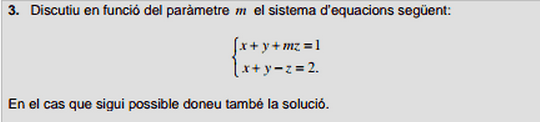 3. Discutiu en funció del paràmetre m el sistema d'equacions següent:
x + y + mz = 1
x + y − z = 2.
En el cas que sigui possible doneu també la solució.